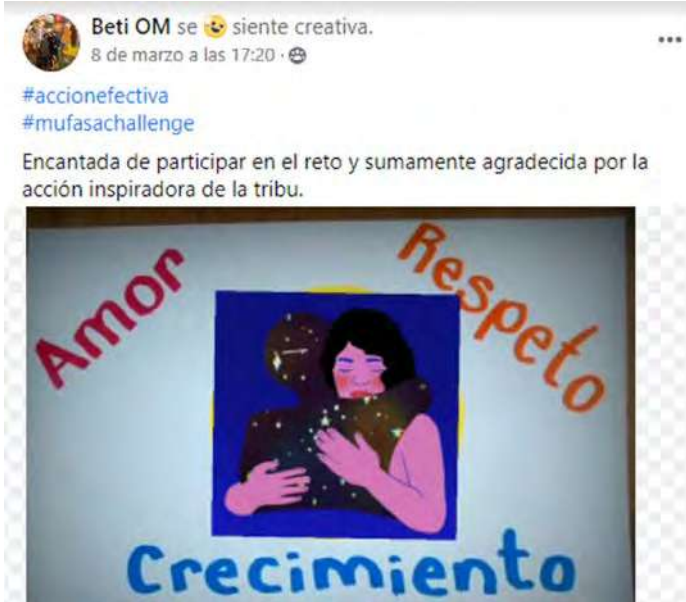 Beti OM se siente creativa.
8 de marzo a las 17:20 ·
#accionefectiva
#mufasachallenge
Encantada de participar en el reto y sumamente agradecida por la
acción inspiradora de la tribu.
Amor
Respeto
Crecimiento